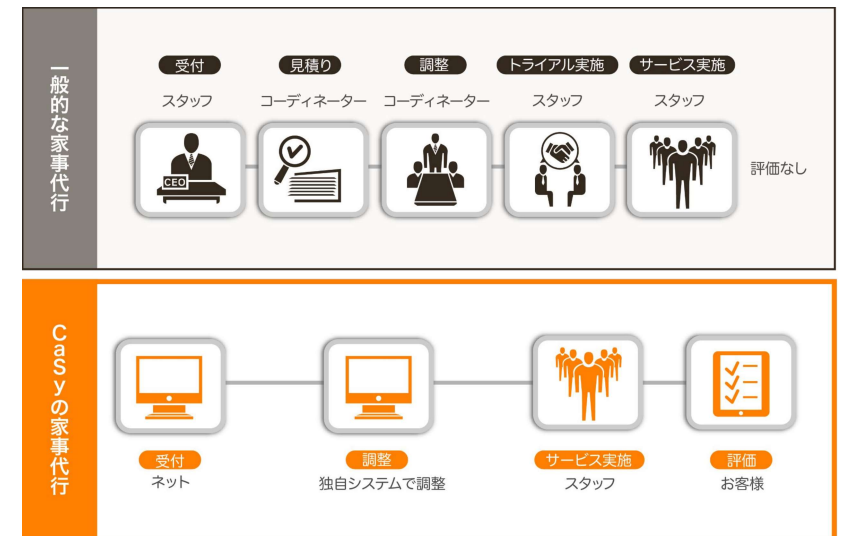 一般的な家事代行
受付
見積り
調整
トライアル実施
サービス実施
スタッフ
コーディネーター
コーディネーター
スタッフ
スタッフ
CEO
評価なし
CaSyの家事代行
受付
調整
サービス実施
評価
ネット
独自システムで調整
スタッフ
お客様